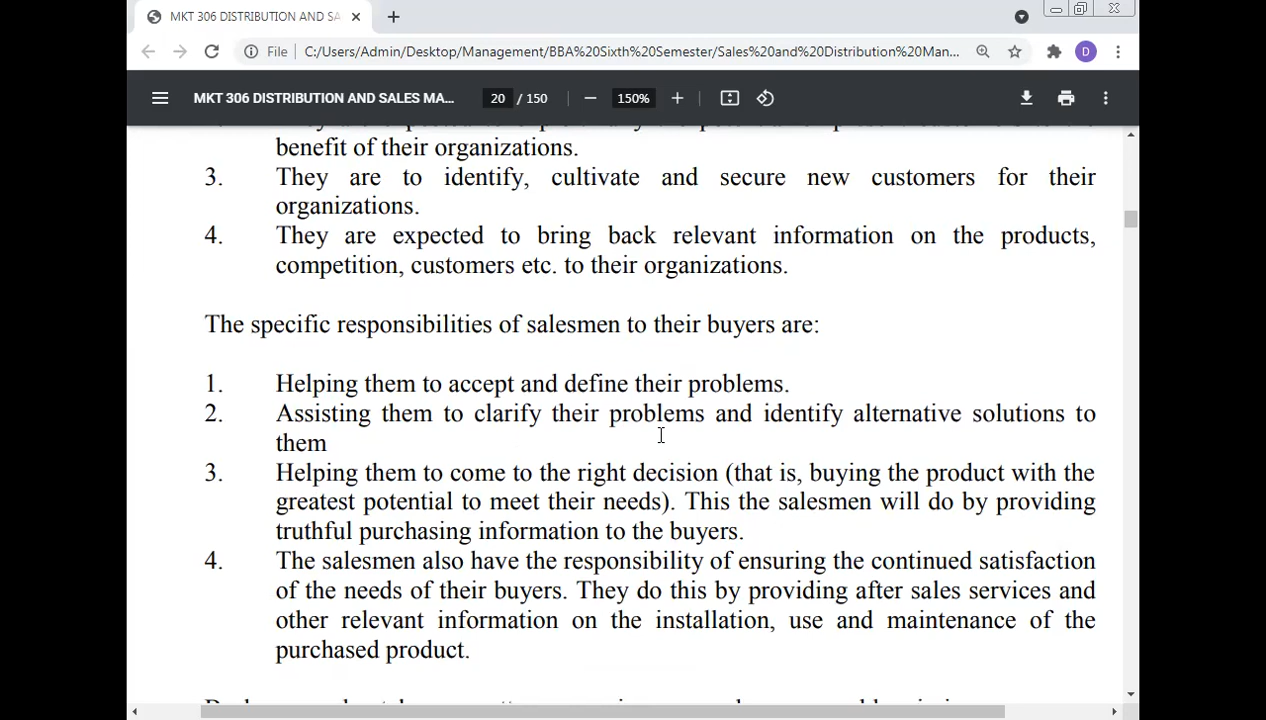 MKT 306 DISTRIBUTION AND SA
File C:/Users/Admin/Desktop/Management/BBA%20Sixth%20Semester/Sales%20and%20Distribution%20Man... D
MKT 306 DISTRIBUTION AND SALES MA... 20 / 150 150%
benefit of their organizations.
3. They are to identify, cultivate and secure new customers for their
organizations.
4. They are expected to bring back relevant information on the products,
competition, customers etc. to their organizations.
The specific responsibilities of salesmen to their buyers are:
1. Helping them to accept and define their problems.
2. Assisting them to clarify their problems and identify alternative solutions to
them
3. Helping them to come to the right decision (that is, buying the product with the
greatest potential to meet their needs). This the salesmen will do by providing
truthful purchasing information to the buyers.
4. The salesmen also have the responsibility of ensuring the continued satisfaction
of the needs of their buyers. They do this by providing after sales services and
other relevant information on the installation, use and maintenance of the
purchased product.